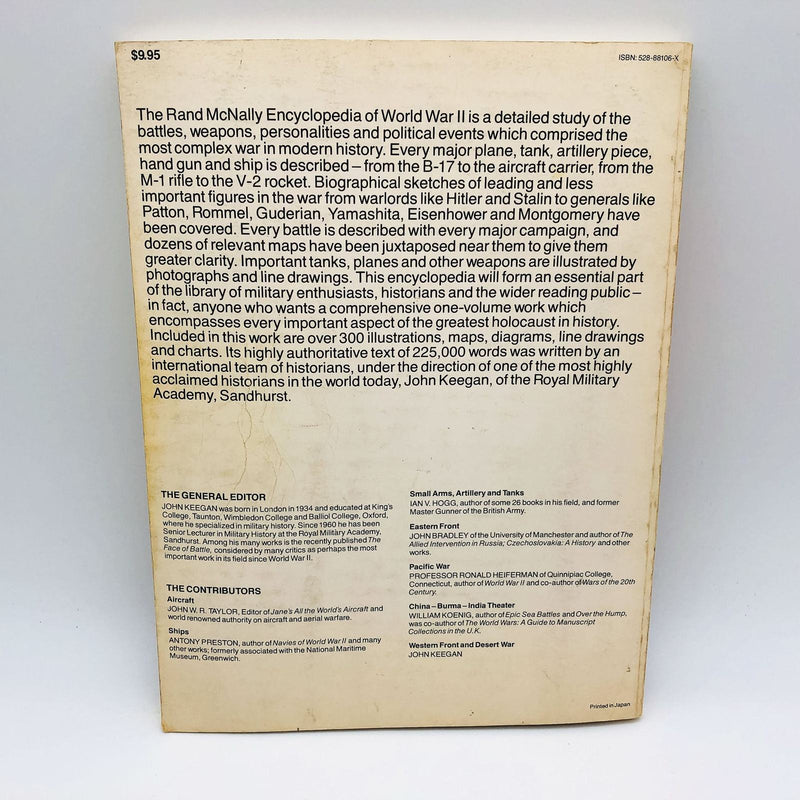 $9.95
ISBN: 528-88106-X
The Rand McNally Encyclopedia of World War II is a detailed study of the
battles, weapons, personalities and political events which comprised the
most complex war in modern history. Every major plane, tank, artillery piece,
hand gun and ship is described – from the B-17 to the aircraft carrier, from the
M-1 rifle to the V-2 rocket. Biographical sketches of leading and less
important figures in the war from warlords like Hitler and Stalin to generals like
Patton, Rommel, Guderian, Yamashita, Eisenhower and Montgomery have
been covered. Every battle is described with every major campaign, and
dozens of relevant maps have been juxtaposed near them to give them
greater clarity. Important tanks, planes and other weapons are illustrated by
photographs and line drawings. This encyclopedia will form an essential part
of the library of military enthusiasts, historians and the wider reading public –
in fact, anyone who wants a comprehensive one-volume work which
encompasses every important aspect of the greatest holocaust in history.
Included in this work are over 300 illustrations, maps, diagrams, line drawings
and charts. Its highly authoritative text of 225,000 words was written by an
international team of historians, under the direction of one of the most highly
acclaimed historians in the world today, John Keegan, of the Royal Military
Academy, Sandhurst.
THE GENERAL EDITOR
JOHN KEEGAN was born in London in 1934 and educated at King's
College, Taunton, Wimbledon College and Balliol College, Oxford,
where he specialized in military history. Since 1960 he has been
Senior Lecturer in Military History at the Royal Military Academy,
Sandhurst. Among his many works is the recently published The
Face of Battle, considered by many critics as perhaps the most
important work in its field since World War II.
THE CONTRIBUTORS
Aircraft
JOHN W. R. TAYLOR, Editor of Jane's All the World's Aircraft and
world renowned authority on aircraft and aerial warfare.
Ships
ANTONY PRESTON, author of Navies of World War II and many
other works; formerly associated with the National Maritime
Museum, Greenwich.
Small Arms, Artillery and Tanks
IAN V. HOGG, author of some 26 books in his field, and former
Master Gunner of the British Army.
Eastern Front
JOHN BRADLEY of the University of Manchester and author of The
Allied Intervention in Russia; Czechoslovakia: A History and other
works.
Pacific War
PROFESSOR RONALD HEIFERMAN of Quinnipiac College,
Connecticut, author of World War II and co-author of Wars of the 20th
Century.
China – Burma – India Theater
WILLIAM KOENIG, author of Epic Sea Battles and Over the Hump,
was co-author of The World Wars: A Guide to Manuscript
Collections in the U.K.
Western Front and Desert War
JOHN KEEGAN
Printed in Japan